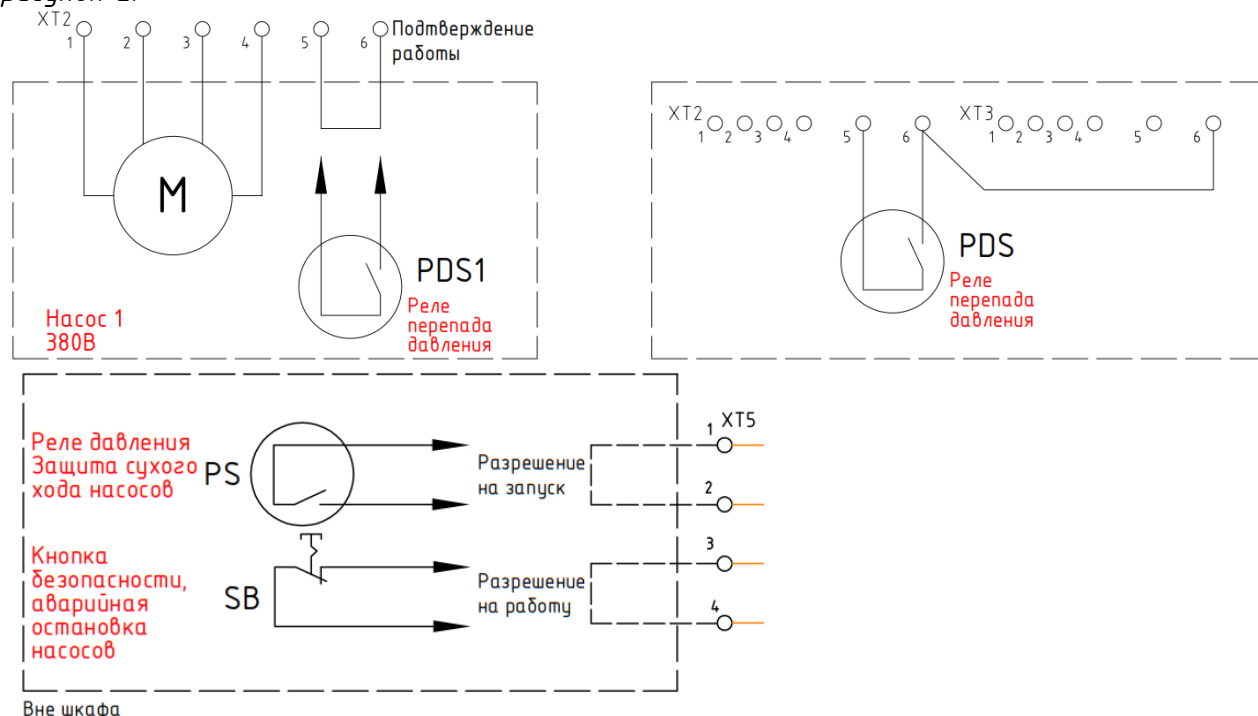 рисунок 2.
XT2
1
2
3
4
5
6
Подтверждение
работы
M
PDS1
Реле
перепада
давления
Насос 1
380В
XT2
1
2
3
4
5
6
XT3
1
2
3
4
5
6
PDS
Реле
перепада
давления
Реле давления
Защита сухого
хода насосов
PS
Разрешение
на запуск
1
XT5
2
Кнопка
безопасности,
аварийная
остановка
насосов
SB
Разрешение
на работу
3
4
Вне шкафа